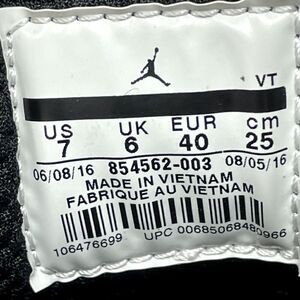 VT
US UK EUR cm
7 6 40 25
06/08/16 854562-003 08/05/16
MADE IN VIETNAM
FABRIQUE AU VIETNAM
106476699 UPC 00685068480966